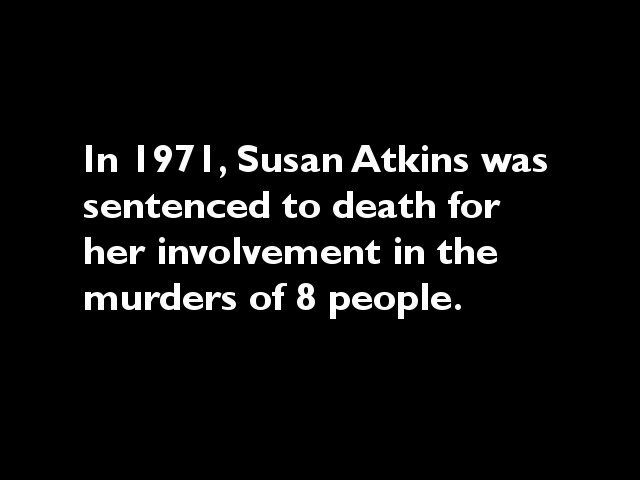 In 1971, Susan Atkins was
sentenced to death for
her involvement in the
murders of 8 people.